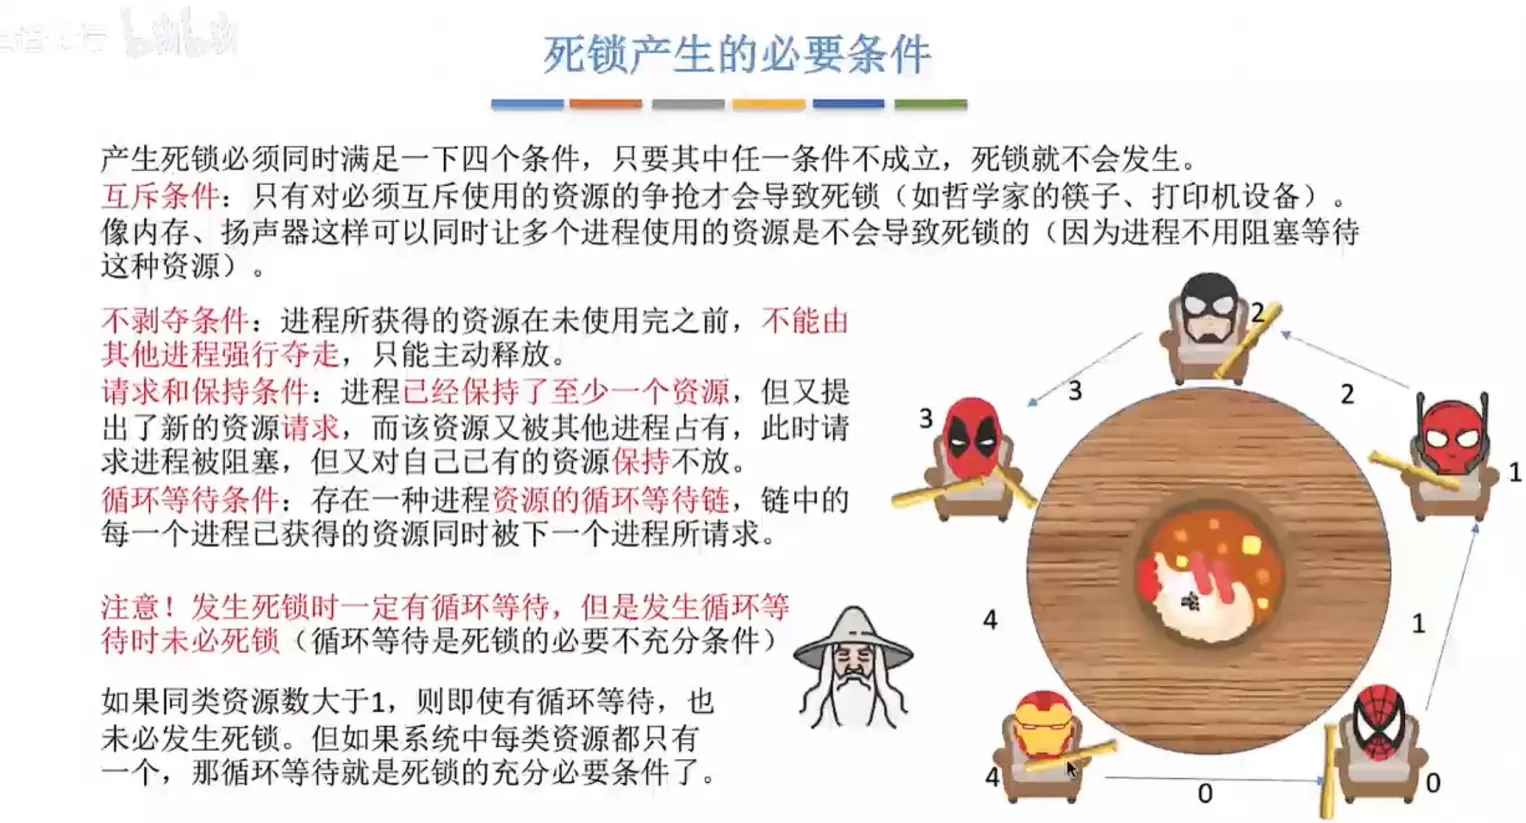 死锁产生的必要条件
产生死锁必须同时满足一下四个条件，只要其中任一条件不成立，死锁就不会发生。
互斥条件：只有对必须互斥使用的资源的争抢才会导致死锁（如哲学家的筷子、打印机设备）。
像内存、扬声器这样可以同时让多个进程使用的资源是不会导致死锁的（因为进程不用阻塞等待
这种资源）。
不剥夺条件：进程所获得的资源在未使用完之前，不能由
其他进程强行夺走，只能主动释放。
请求和保持条件：进程已经保持了至少一个资源，但又提
出了新的资源请求，而该资源又被其他进程占有，此时请
求进程被阻塞，但又对自己已有的资源保持不放。
循环等待条件：存在一种进程资源的循环等待链，链中的
每一个进程已获得的资源同时被下一个进程所请求。
注意！发生死锁时一定有循环等待，但是发生循环等
待时未必死锁（循环等待是死锁的必要不充分条件）
如果同类资源数大于1，则即使有循环等待，也
未必发生死锁。但如果系统中每类资源都只有
一个，那循环等待就是死锁的充分必要条件了。
2
3
2
3
1
4
1
4
0
0